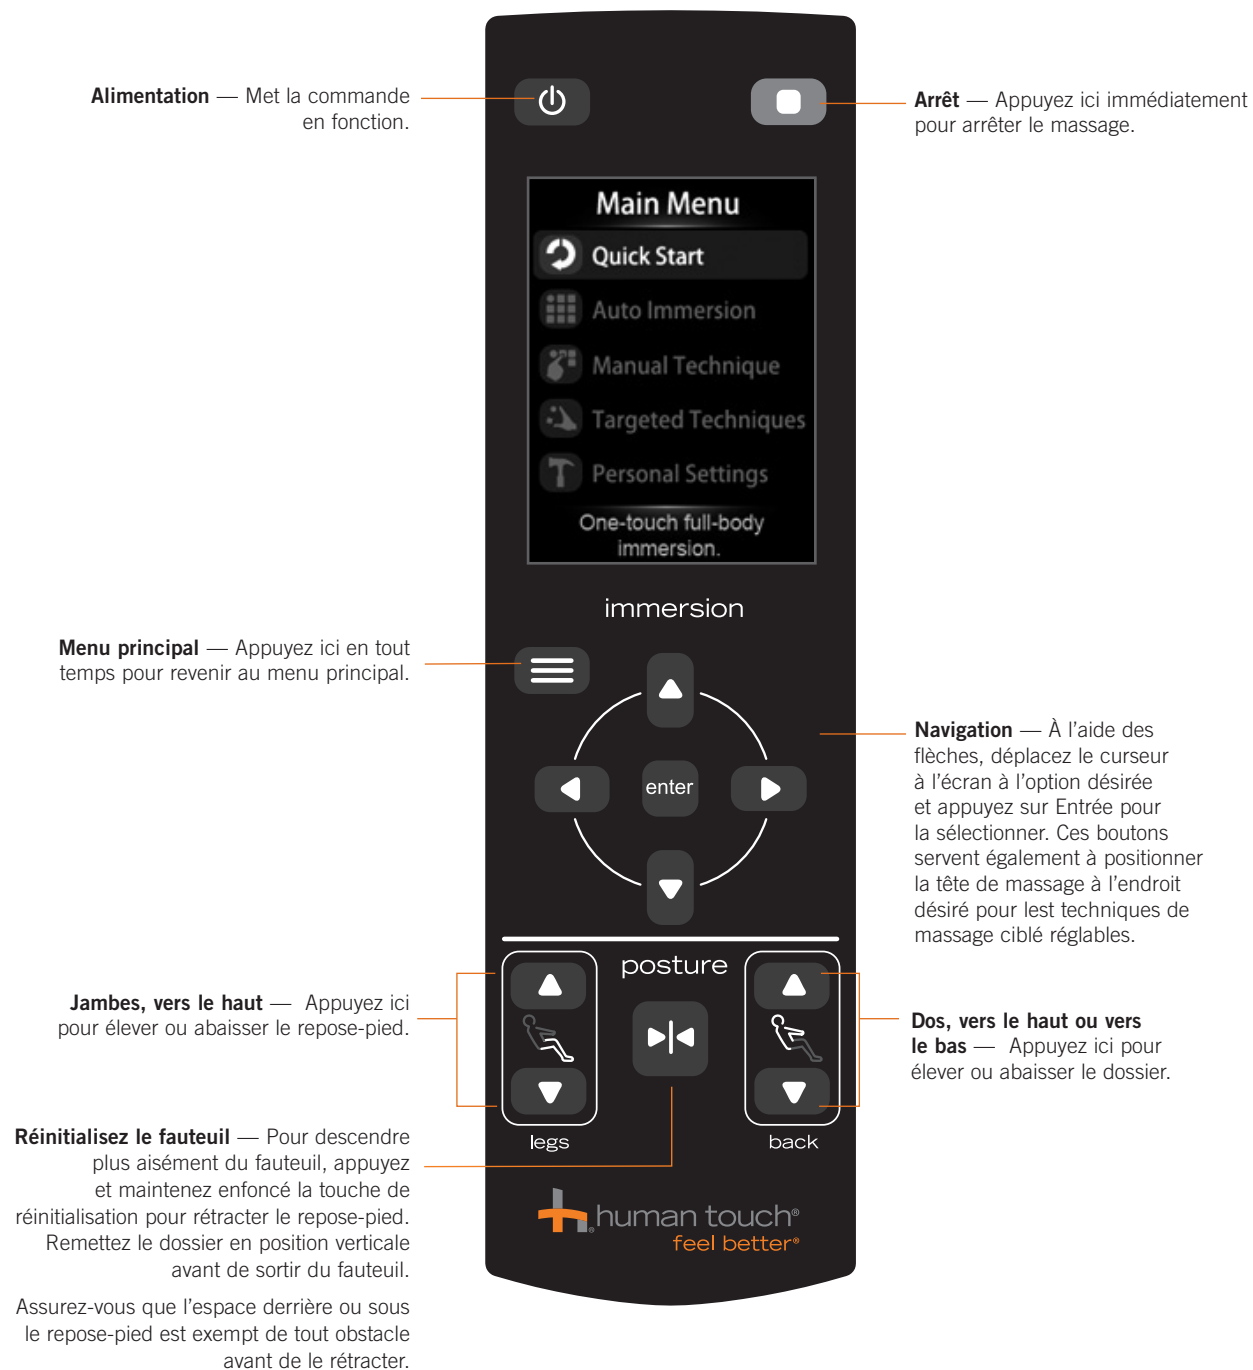 Alimentation — Met la commande
en fonction.
Arrêt — Appuyez ici immédiatement
pour arrêter le massage.
Main Menu
Quick Start
Auto Immersion
Manual Technique
Targeted Techniques
Personal Settings
One-touch full-body
immersion.
immersion
Menu principal — Appuyez ici en tout
temps pour revenir au menu principal.
enter
Navigation — À l’aide des
flèches, déplacez le curseur
à l’écran à l’option désirée
et appuyez sur Entrée pour
la sélectionner. Ces boutons
servent également à positionner
la tête de massage à l’endroit
désiré pour lest techniques de
massage ciblé réglables.
posture
Jambes, vers le haut — Appuyez ici
pour élever ou abaisser le repose-pied.
Dos, vers le haut ou vers
le bas — Appuyez ici pour
élever ou abaisser le dossier.
legs
back
Réinitialisez le fauteuil — Pour descendre
plus aisément du fauteuil, appuyez
et maintenez enfoncé la touche de
réinitialisation pour rétracter le repose-pied.
Remettez le dossier en position verticale
avant de sortir du fauteuil.
Assurez-vous que l’espace derrière ou sous
le repose-pied est exempt de tout obstacle
avant de le rétracter.
human touch®
feel better®